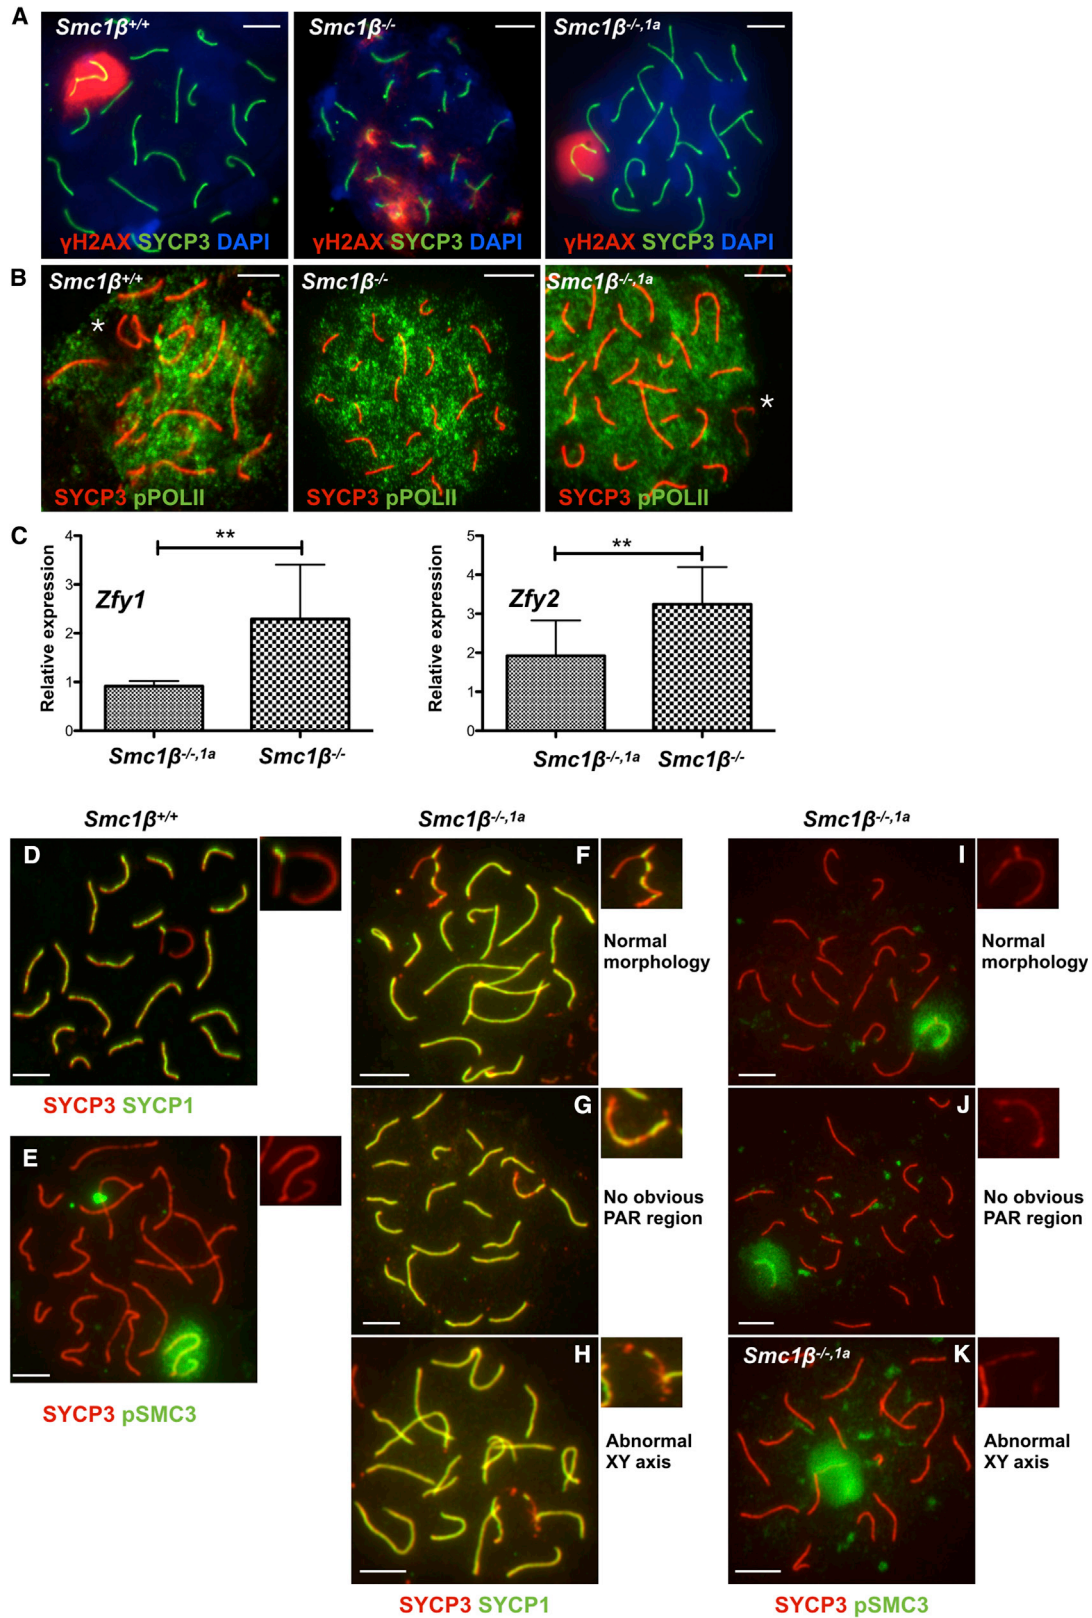 A
Smc1β+/+
Smc1β-/-
Smc1β-/-,1a
γH2AX SYCP3 DAPI
γH2AX SYCP3 DAPI
γH2AX SYCP3 DAPI
B
Smc1β+/+
Smc1β-/-
Smc1β-/-,1a
*
*
SYCP3 pPOLII
SYCP3 pPOLII
SYCP3 pPOLII
C
Relative expression
4
3
2
1
0
**
Zfy1
Smc1β-/-,1a
Smc1β-/-
Relative expression
5
4
3
2
1
0
**
Zfy2
Smc1β-/-,1a
Smc1β-/-
Smc1β+/+
Smc1β-/-,1a
Smc1β-/-,1a
D
SYCP3 SYCP1
E
SYCP3 pSMC3
F
Normal
morphology
G
No obvious
PAR region
H
Abnormal
XY axis
SYCP3 SYCP1
I
Normal
morphology
J
No obvious
PAR region
Smc1β-/-,1a
K
Abnormal
XY axis
SYCP3 pSMC3